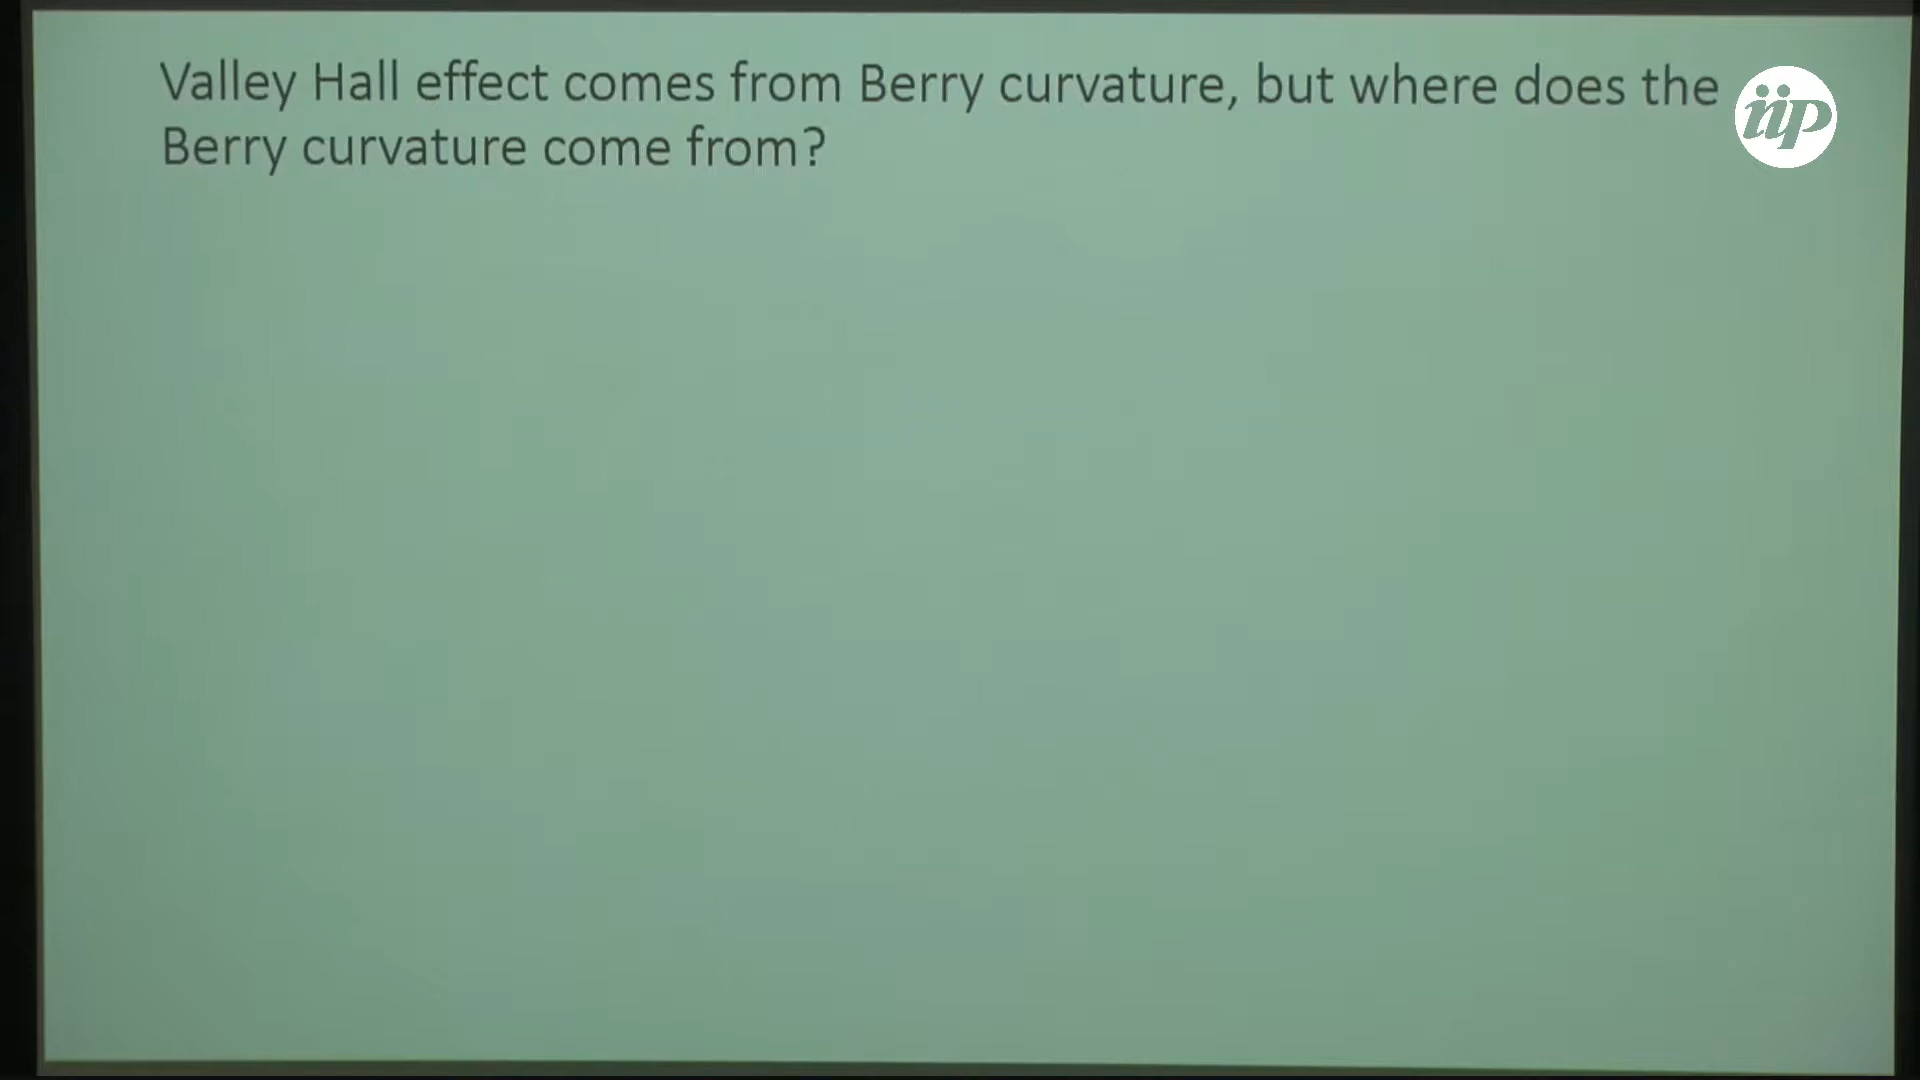 Valley Hall effect comes from Berry curvature, but where does the
Berry curvature come from?
iip